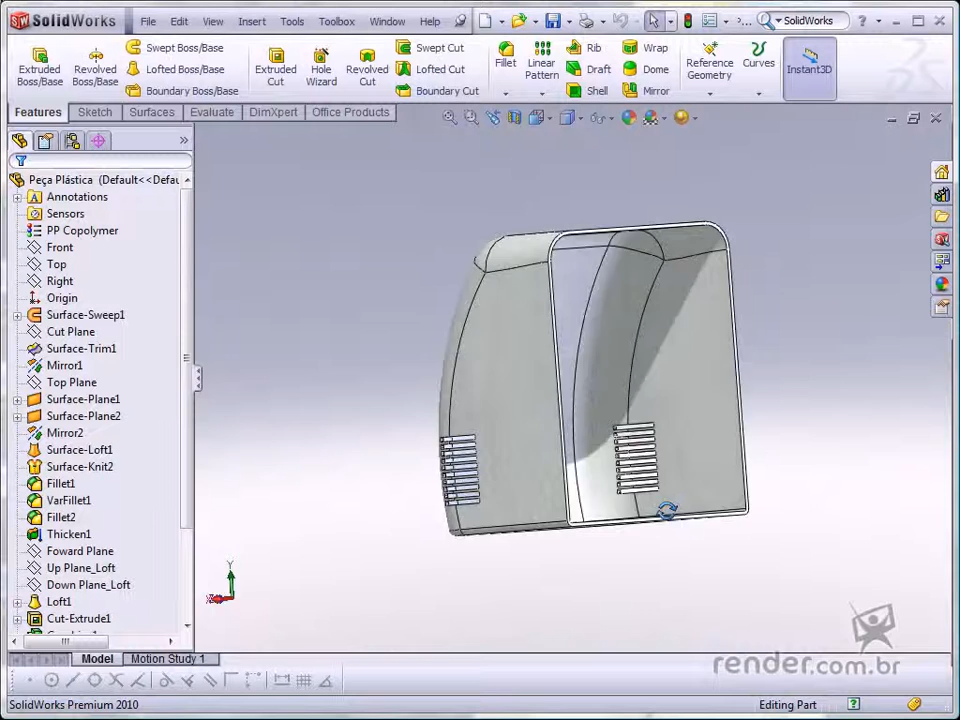 SolidWorks File Edit View Insert Tools Toolbox Window Help SolidWorks
Extruded Boss/Base Revolved Boss/Base Swept Boss/Base Extruded Cut Hole Wizard Revolved Cut Swept Cut Fillet Linear Pattern Rib Wrap Reference Geometry Curves Instant3D
Lofted Boss/Base Lofted Cut Draft Dome
Boundary Boss/Base Boundary Cut Shell Mirror
Features Sketch Surfaces Evaluate DimXpert Office Products
Peça Plástica (Default<<Defau
Annotations
Sensors
PP Copolymer
Front
Top
Right
Origin
Surface-Sweep1
Cut Plane
Surface-Trim1
Mirror1
Top Plane
Surface-Plane1
Surface-Plane2
Mirror2
Surface-Loft1
Surface-Knit2
Fillet1
VarFillet1
Fillet2
Thicken1
Foward Plane
Up Plane_Loft
Down Plane_Loft
Loft1
Cut-Extrude1
Y
Model Motion Study 1
render.com.br
SolidWorks Premium 2010 Editing Part